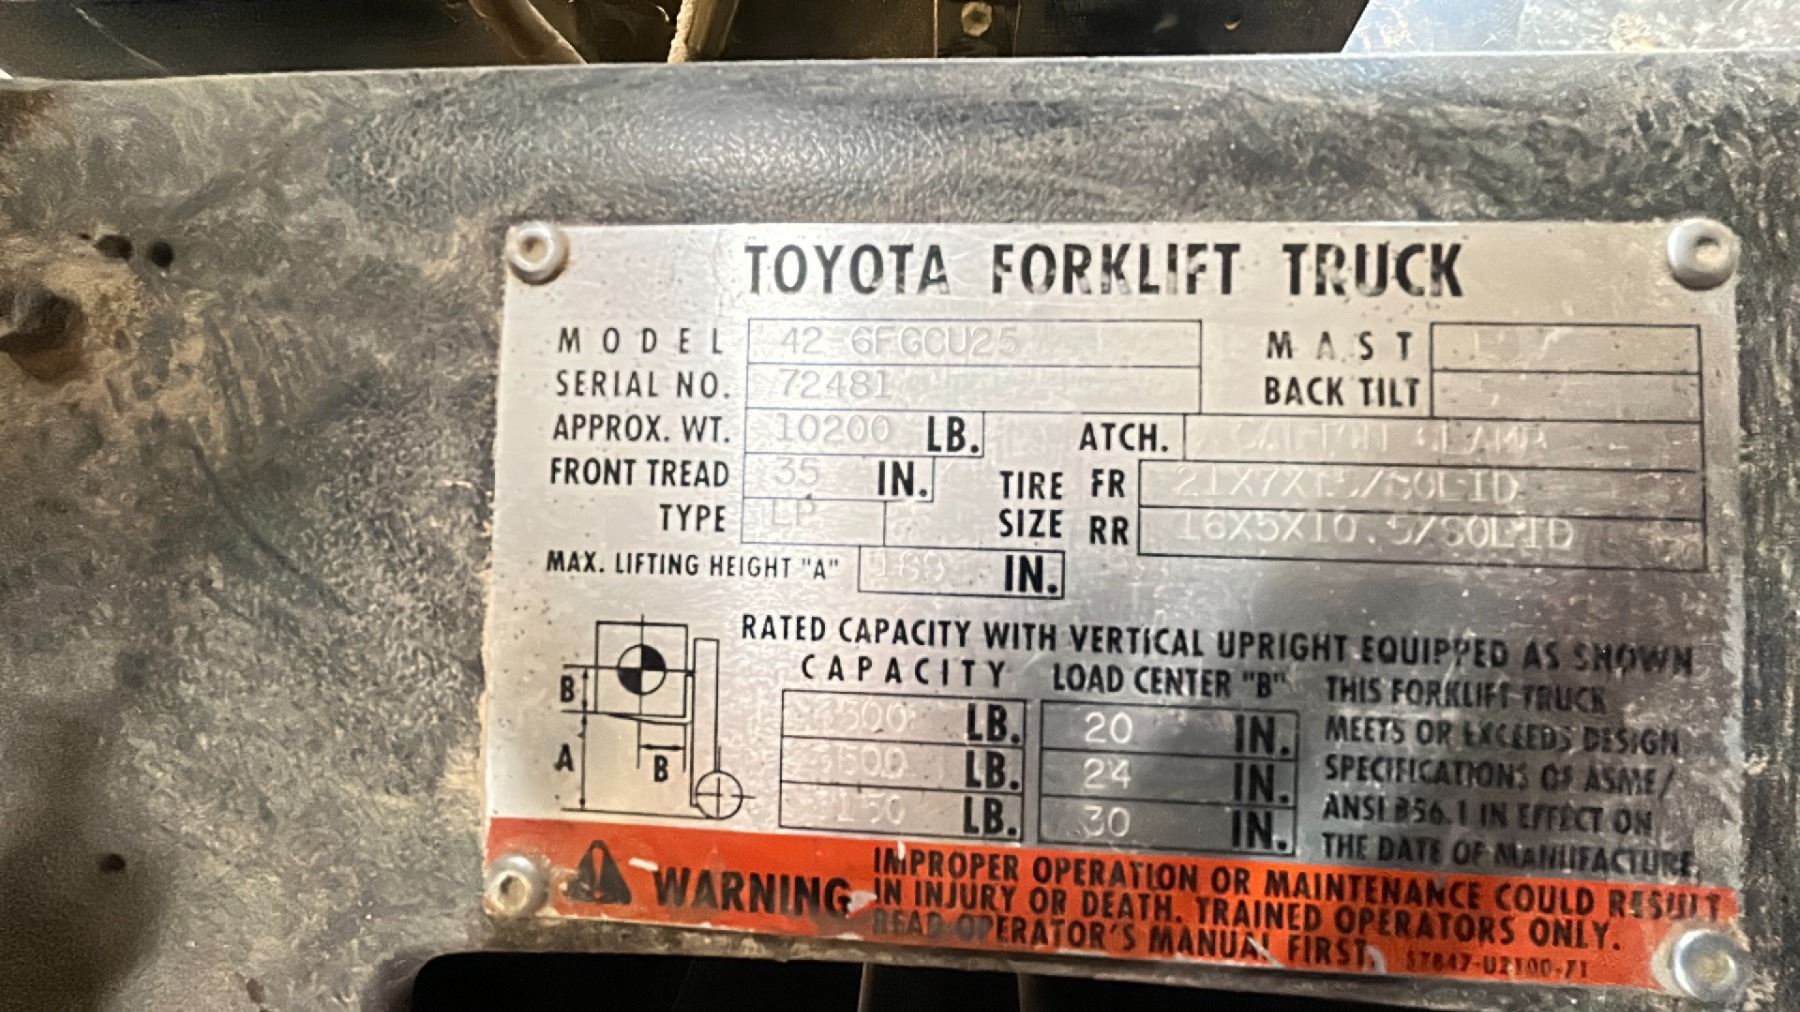 TOYOTA FORKLIFT TRUCK
MODEL 42-6FGCU25 MAST
SERIAL NO. 72481 BACK TILT
APPROX. WT. 10200 LB. ATCH. CLAMP
FRONT TREAD 35 IN. TIRE SIZE FR 21X7X15/SOLID
TYPE LP RR 16X5X10.5/SOLID
MAX. LIFTING HEIGHT "A" IN.
RATED CAPACITY WITH VERTICAL UPRIGHT EQUIPPED AS SHOWN
CAPACITY LOAD CENTER "B"
LB. 20 IN.
LB. 24 IN.
LB. 30 IN.
B
A
B
THIS FORKLIFT TRUCK
MEETS OR EXCEEDS DESIGN
SPECIFICATIONS OF ASME/
ANSI B56.1 IN EFFECT ON
THE DATE OF MANUFACTURE.
WARNING
IMPROPER OPERATION OR MAINTENANCE COULD RESULT
IN INJURY OR DEATH. TRAINED OPERATORS ONLY.
READ OPERATOR'S MANUAL FIRST.